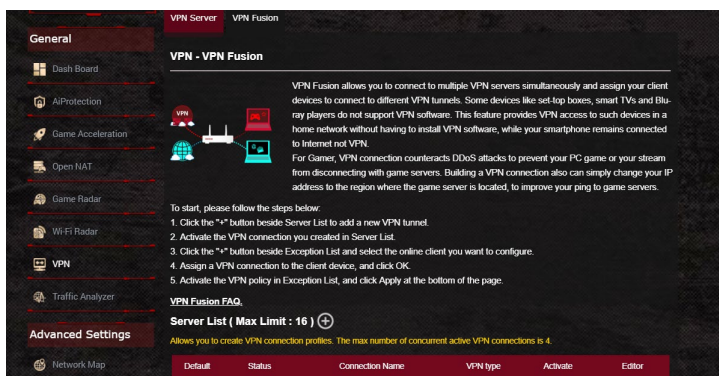 VPN Server VPN Fusion
General
VPN - VPN Fusion
Dash Board
VPN Fusion allows you to connect to multiple VPN servers simultaneously and assign your client
devices to connect to different VPN tunnels. Some devices like set-top boxes, smart TVs and Blu-
ray players do not support VPN software. This feature provides VPN access to such devices in a
home network without having to install VPN software, while your smartphone remains connected
to Internet not VPN.
For Gamer, VPN connection counteracts DDoS attacks to prevent your PC game or your stream
from disconnecting with game servers. Building a VPN connection also can simply change your IP
address to the region where the game server is located, to improve your ping to game servers.
VPN
AiProtection
Game Acceleration
Open NAT
Game Radar
Wi-Fi Radar
VPN
Traffic Analyzer
To start, please follow the steps below:
1. Click the "+" button beside Server List to add a new VPN tunnel.
2. Activate the VPN connection you created in Server List.
3. Click the "+" button beside Exception List and select the online client you want to configure.
4. Assign a VPN connection to the client device, and click OK.
5. Activate the VPN policy in Exception List, and click Apply at the bottom of the page.
VPN Fusion FAQ.
Server List ( Max Limit : 16 )
Advanced Settings
Allows you to create VPN connection profiles. The max number of concurrent active VPN connections is 4.
Network Map
Default Status Connection Name VPN type Activate Editor